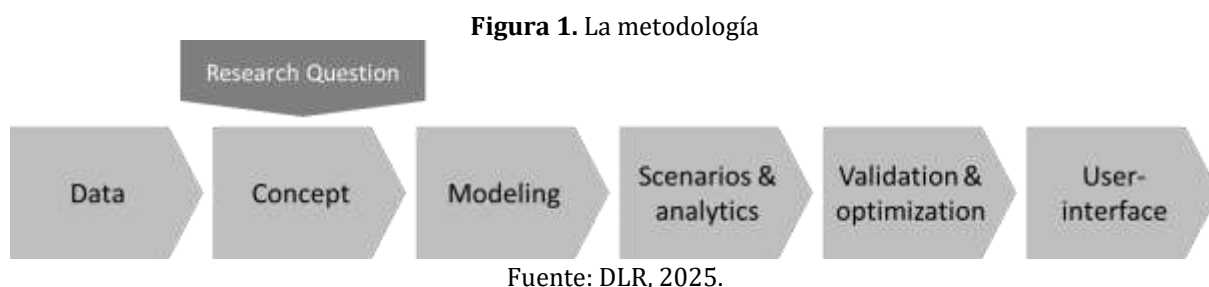 Figura 1. La metodología
Research Question
Data
Concept
Modeling
Scenarios &
analytics
Validation &
optimization
User-
interface
Fuente: DLR, 2025.